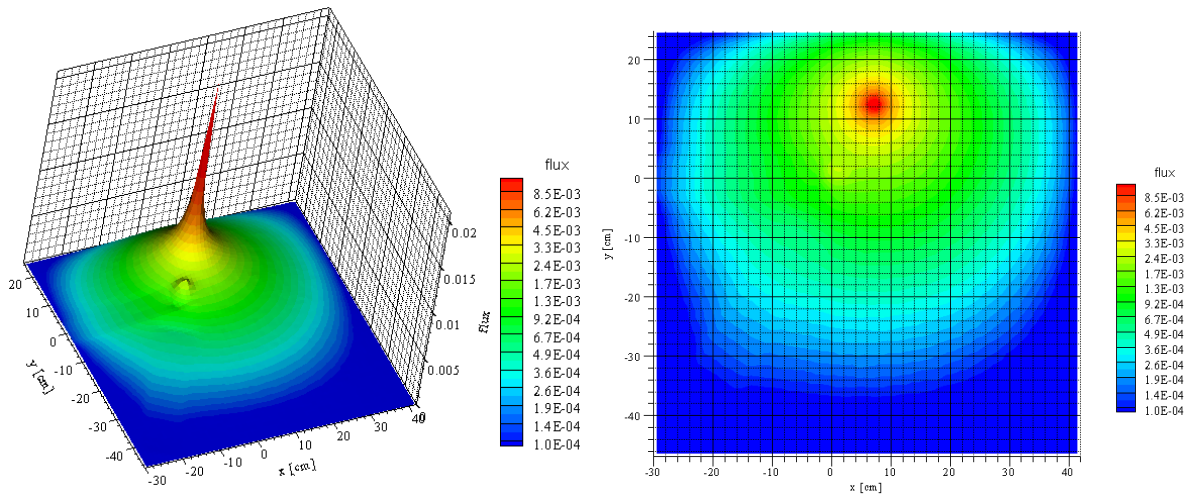 flux
8.5E-03
6.2E-03
4.5E-03
3.3E-03
2.4E-03
1.7E-03
1.3E-03
9.2E-04
6.7E-04
4.9E-04
3.6E-04
2.6E-04
1.9E-04
1.4E-04
1.0E-04
0.02
0.015
0.01
0.005
0
flux
20
10
0
-10
-20
-30
-40
y [cm]
-30
-20
-10
0
10
20
30
40
x [cm]
20
10
0
-10
-20
-30
-40
y [cm]
-30
-20
-10
0
10
20
30
40
x [cm]
flux
8.5E-03
6.2E-03
4.5E-03
3.3E-03
2.4E-03
1.7E-03
1.3E-03
9.2E-04
6.7E-04
4.9E-04
3.6E-04
2.6E-04
1.9E-04
1.4E-04
1.0E-04